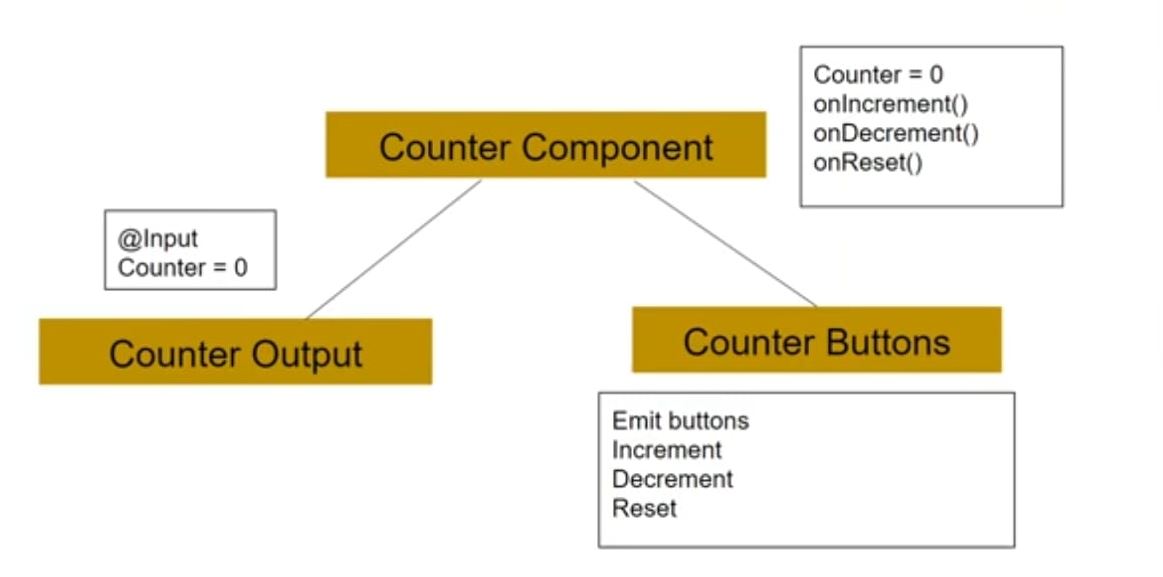 Counter = 0
onIncrement()
onDecrement()
onReset()
Counter Component
@Input
Counter = 0
Counter Output
Counter Buttons
Emit buttons
Increment
Decrement
Reset